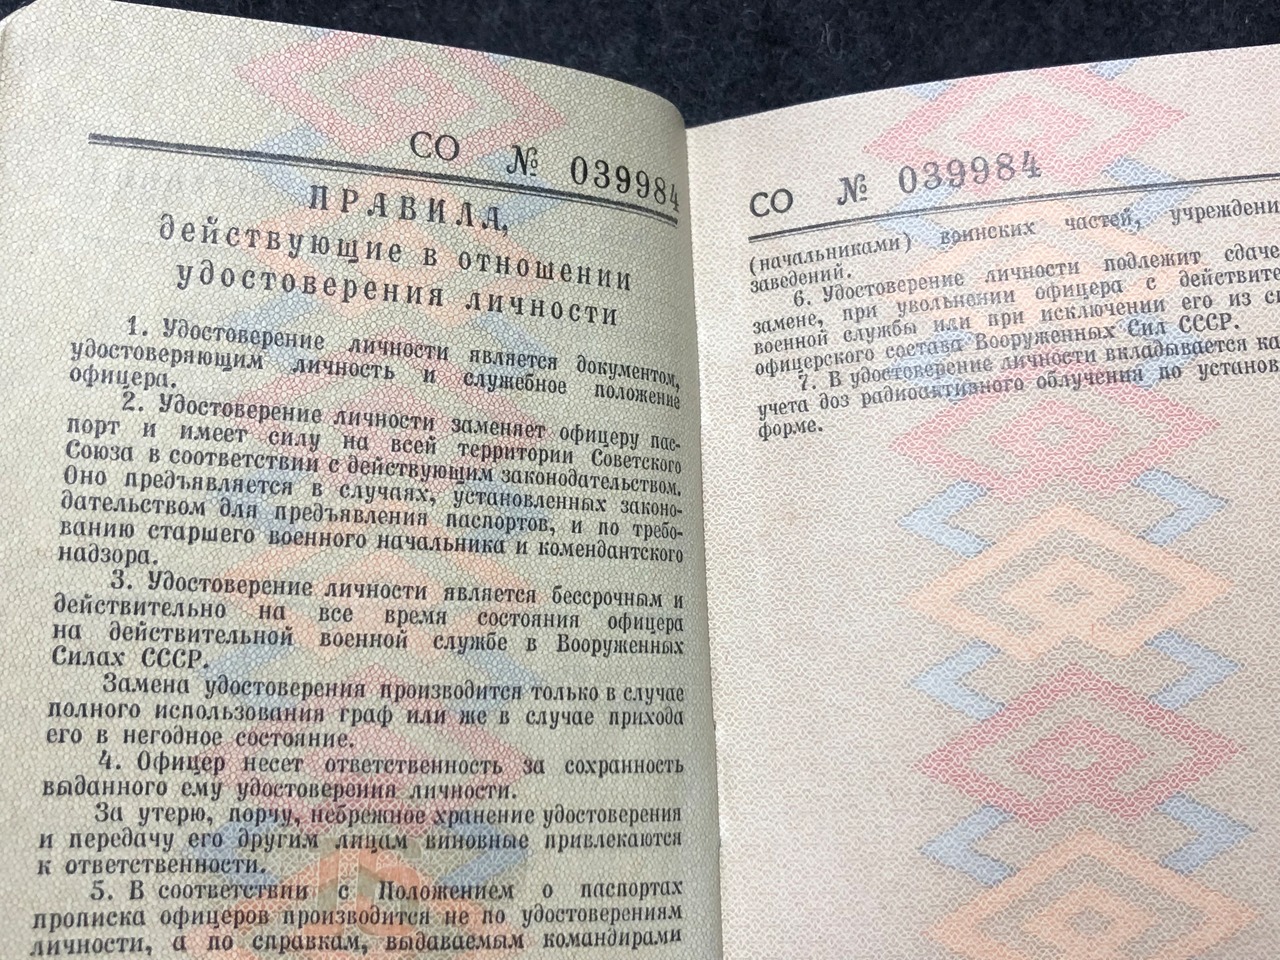 СО № 039984
ПРАВИЛА,
действующие в отношении
удостоверения личности
1. Удостоверение личности является документом,
удостоверяющим личность и служебное положение
офицера.
2. Удостоверение личности заменяет офицеру пас-
порт и имеет силу на всей территории Советского
Союза в соответствии с действующим законодательством.
Оно предъявляется в случаях, установленных законо-
дательством для предъявления паспортов, и по требо-
ванию старшего военного начальника и комендантского
надзора.
3. Удостоверение личности является бессрочным и
действительно на все время состояния офицера
на действительной военной службе в Вооруженных
Силах СССР.
Замена удостоверения производится только в случае
полного использования граф или же в случае прихода
его в негодное состояние.
4. Офицер несет ответственность за сохранность
выданного ему удостоверения личности.
За утерю, порчу, небрежное хранение удостоверения
и передачу его другим лицам виновные привлекаются
к ответственности.
5. В соответствии с Положением о паспортах
прописка офицеров производится не по удостоверениям
личности, а по справкам, выдаваемым командирами
СО № 039984
(начальниками) воинских частей, учреждени
заведений.
6. Удостоверение личности подлежит сдаче
замене, при увольнении офицера с действите
военной службы или при исключении его из сп
офицерского состава Вооруженных Сил СССР.
7. В удостоверение личности вкладывается ка
учета доз радиоактивного облучения по установ
форме.